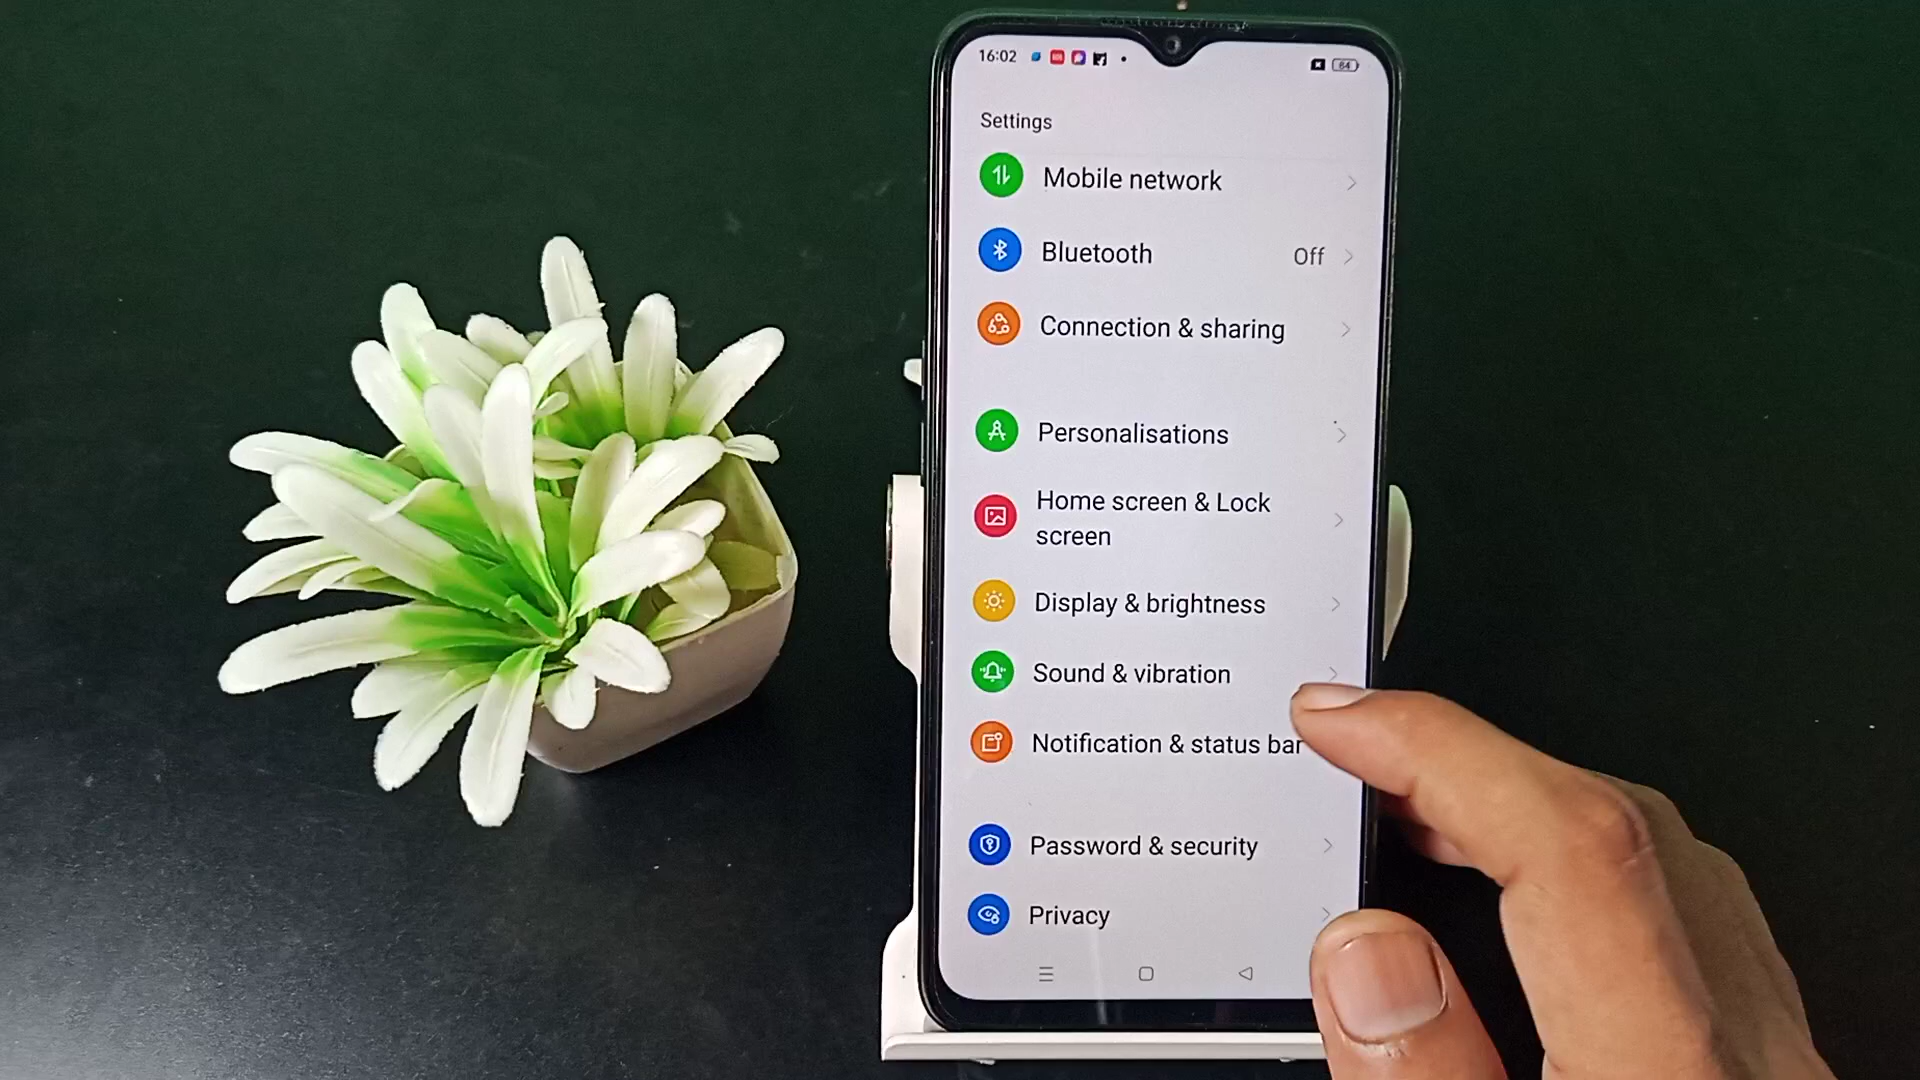 16:02
64
Settings
Mobile network
Bluetooth
Off
Connection & sharing
Personalisations
Home screen & Lock
screen
Display & brightness
Sound & vibration
Notification & status bar
Password & security
Privacy